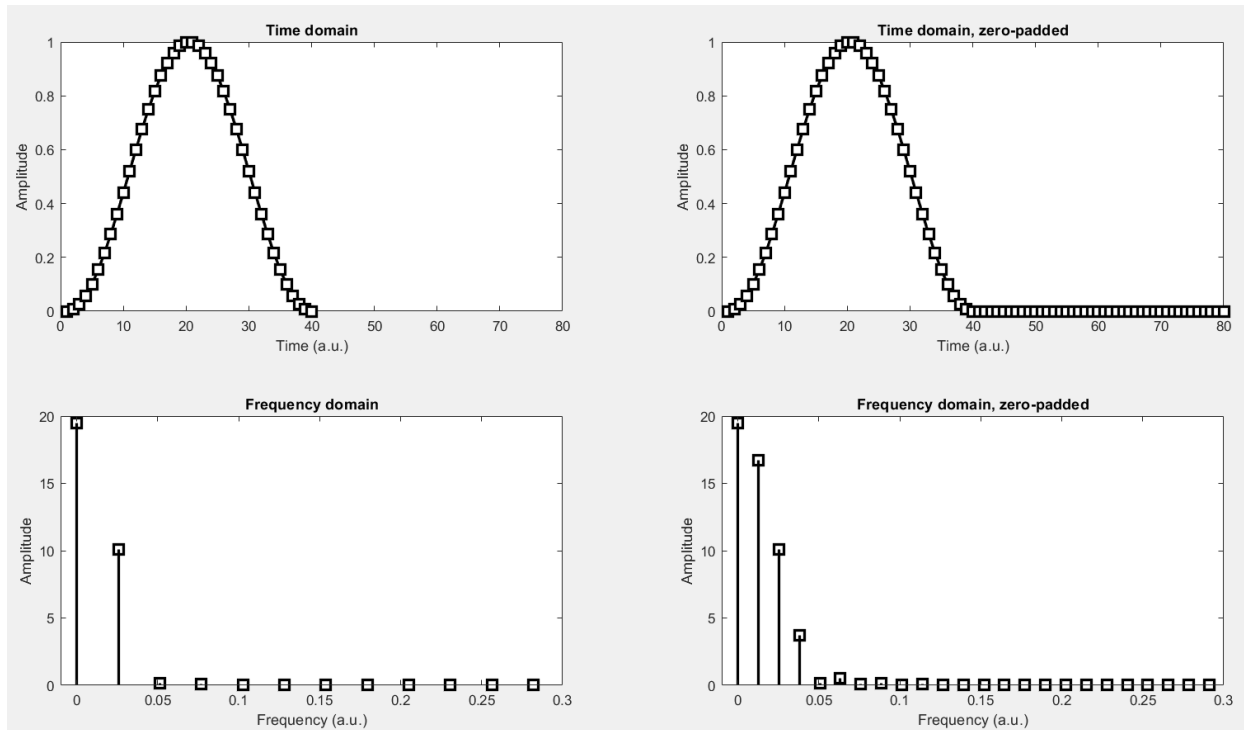 Time domain
1
0.8
0.6
0.4
0.2
0
Amplitude
0 10 20 30 40 50 60 70 80
Time (a.u.)
Time domain, zero-padded
1
0.8
0.6
0.4
0.2
0
Amplitude
0 10 20 30 40 50 60 70 80
Time (a.u.)
Frequency domain
20
15
10
5
0
Amplitude
0 0.05 0.1 0.15 0.2 0.25 0.3
Frequency (a.u.)
Frequency domain, zero-padded
20
15
10
5
0
Amplitude
0 0.05 0.1 0.15 0.2 0.25 0.3
Frequency (a.u.)